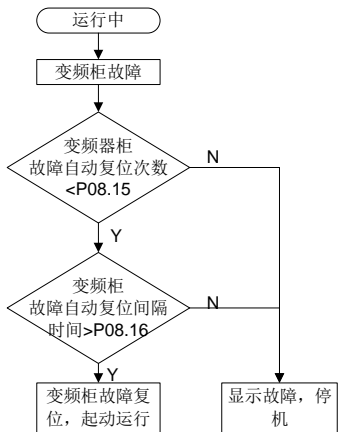 运行中
变频柜故障
变频器柜
故障自动复位次数
<P08.15
N
Y
变频柜
故障自动复位间隔
时间>P08.16
N
Y
变频柜故障复
位，起动运行
显示故障，停
机